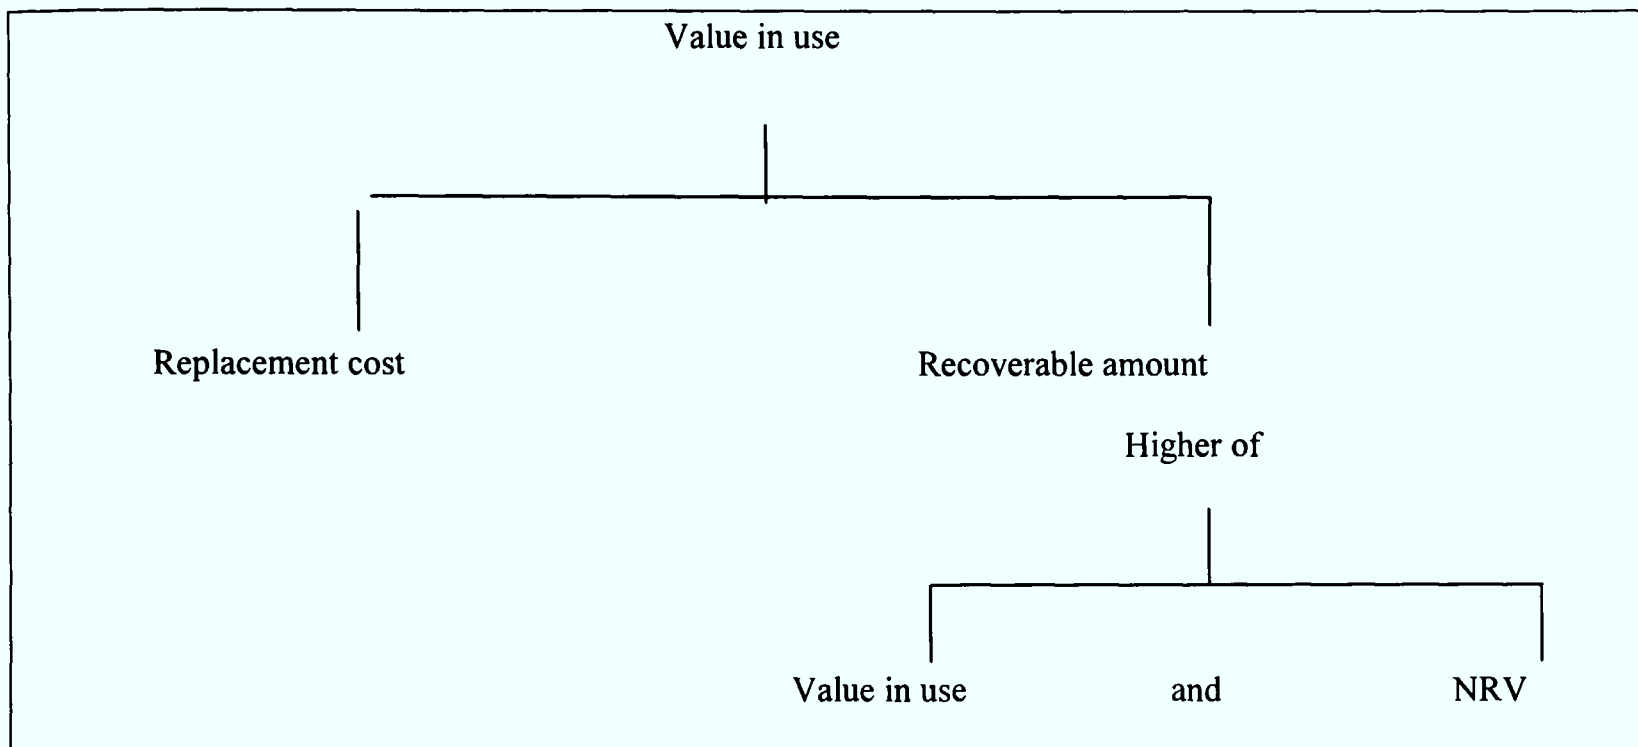 Value in use
Replacement cost Recoverable amount
Higher of
Value in use and NRV